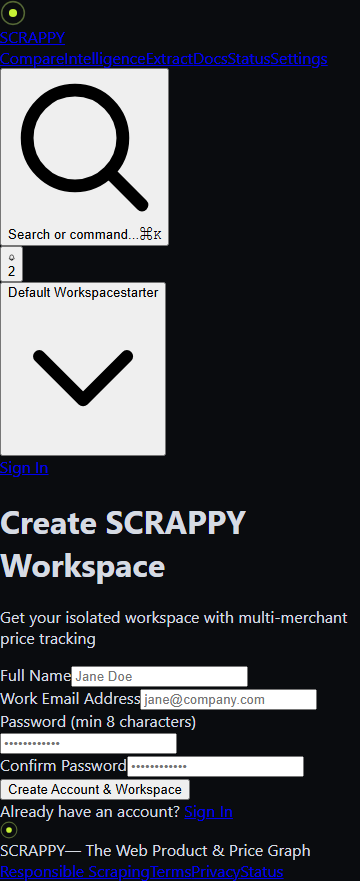 SCRAPPY
CompareIntelligenceExtractDocsStatusSettings
Search or command...⌘K
2
Default Workspacestarter
Sign In
Create SCRAPPY
Workspace
Get your isolated workspace with multi-merchant
price tracking
Full Name Jane Doe
Work Email Address jane@company.com
Password (min 8 characters)
••••••••••••
Confirm Password ••••••••••••
Create Account & Workspace
Already have an account? Sign In
SCRAPPY— The Web Product & Price Graph
Responsible ScrapingTermsPrivacyStatus